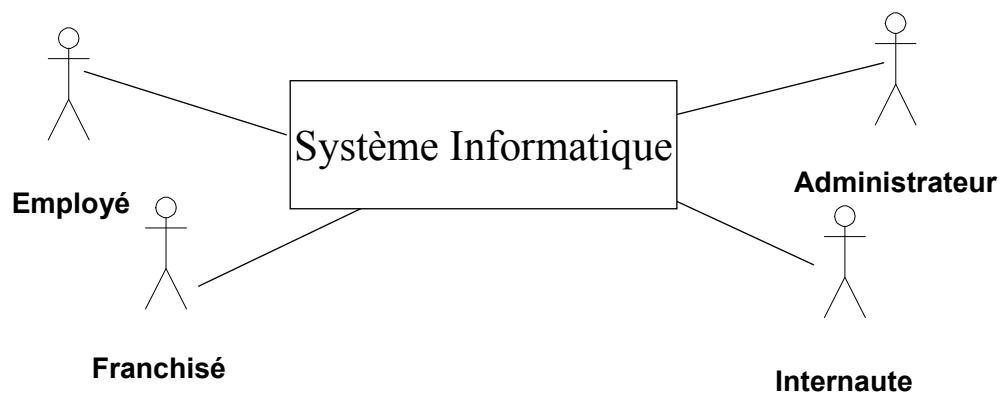 Système Informatique
Administrateur
Employé
Franchisé
Internaute